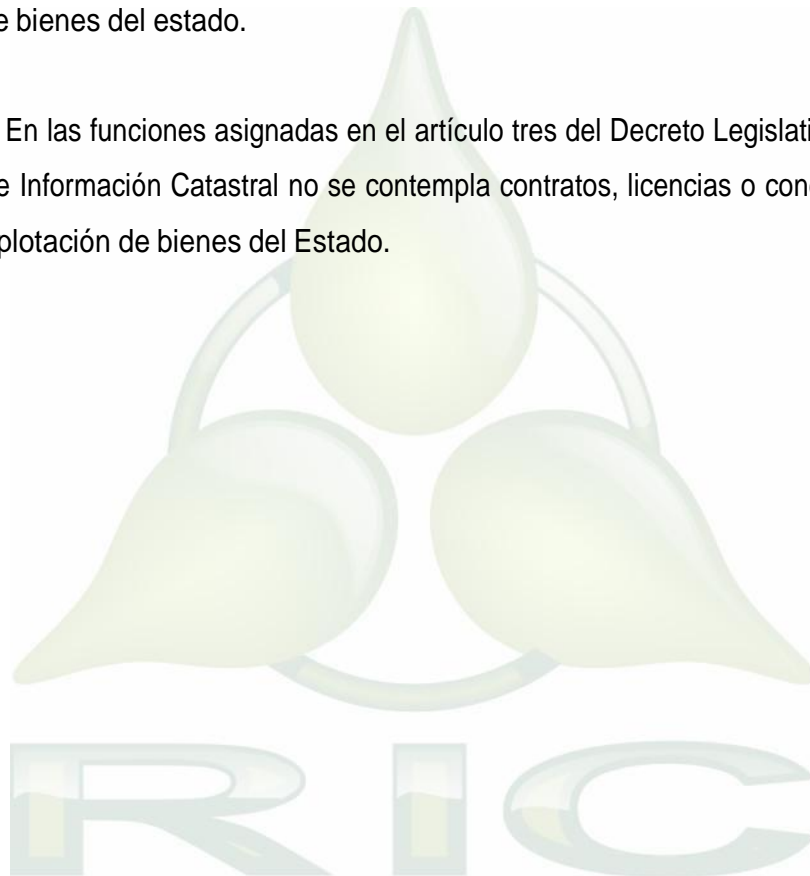 e bienes del estado.
En las funciones asignadas en el artículo tres del Decreto Legislati
e Información Catastral no se contempla contratos, licencias o con
plotación de bienes del Estado.
RIC